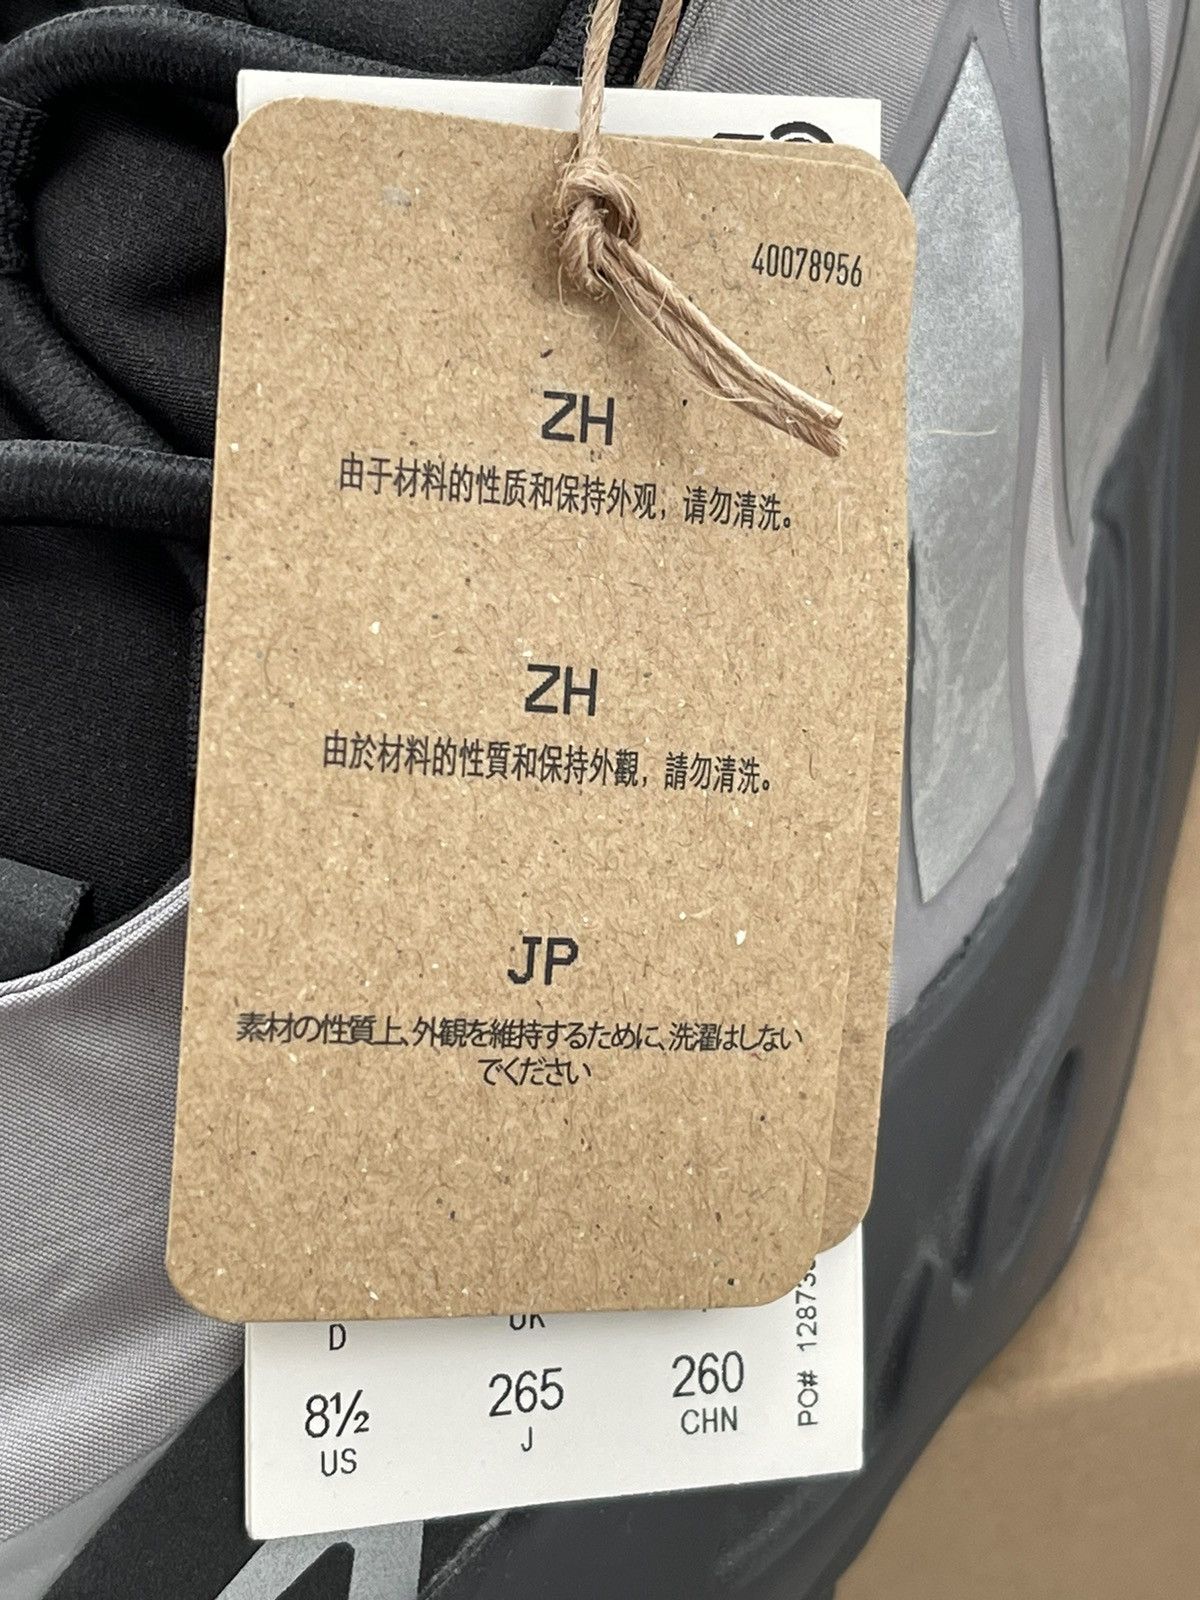 40078956
ZH
由于材料的性质和保持外观，请勿清洗。
ZH
由於材料的性質和保持外觀，請勿清洗。
JP
素材の性質上、外観を維持するために、洗濯はしない
でください
D
UK
8½
265
260
US
J
CHN
PO# 12873